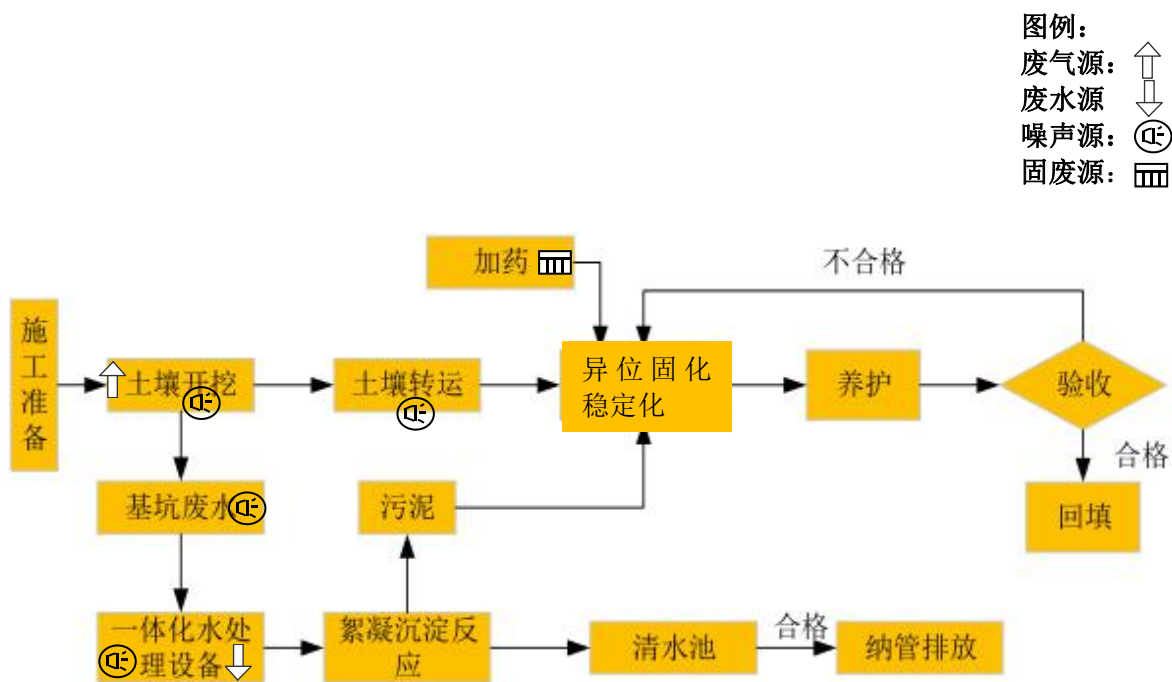 图例：
废气源：
废水源
噪声源：
固废源：
加药
不合格
施工准备
土壤开挖
土壤转运
异位固化
稳定化
养护
验收
合格
基坑废水
污泥
回填
一体化水处
理设备
絮凝沉淀反
应
清水池
合格
纳管排放